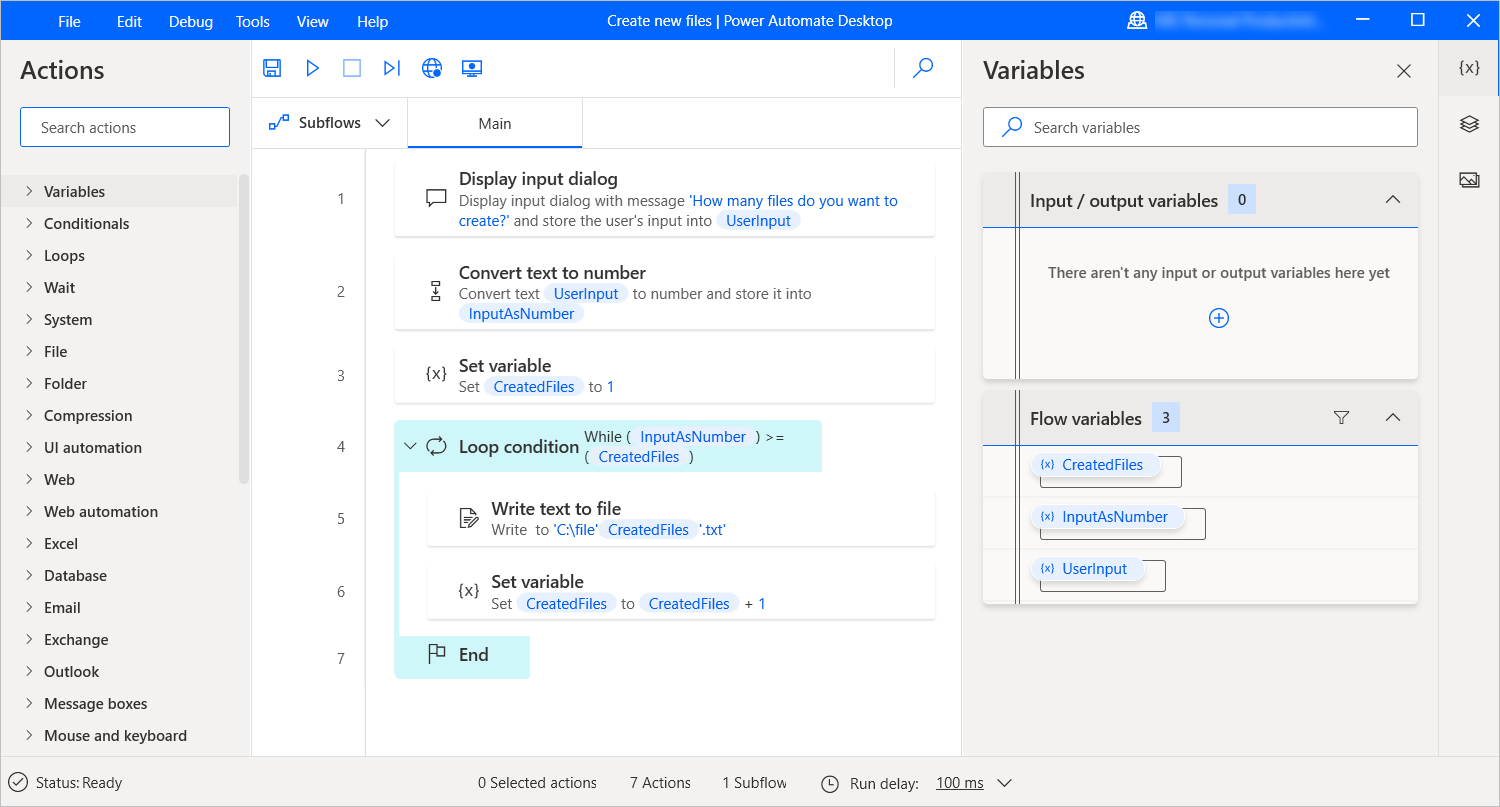 File Edit Debug Tools View Help
Create new files | Power Automate Desktop
Actions
Search actions
Variables
Conditionals
Loops
Wait
System
File
Folder
Compression
UI automation
Web
Web automation
Excel
Database
Email
Exchange
Outlook
Message boxes
Mouse and keyboard
Subflows
Main
1
Display input dialog
Display input dialog with message 'How many files do you want to
create?' and store the user's input into UserInput
2
Convert text to number
Convert text UserInput to number and store it into
InputAsNumber
3
{x} Set variable
Set CreatedFiles to 1
4
Loop condition While ( InputAsNumber ) >=
( CreatedFiles )
5
Write text to file
Write to 'C:\file' CreatedFiles '.txt'
6
{x} Set variable
Set CreatedFiles to CreatedFiles + 1
7
End
Variables
{x}
Search variables
Input / output variables 0
There aren't any input or output variables here yet
Flow variables 3
{x} CreatedFiles
{x} InputAsNumber
{x} UserInput
Status: Ready
0 Selected actions
7 Actions
1 Subflow
Run delay: 100 ms